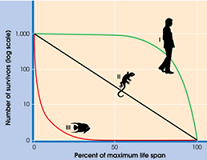 Number of survivors (log scale)
1,000
100
10
1
0
50
100
I
II
III
Percent of maximum life span